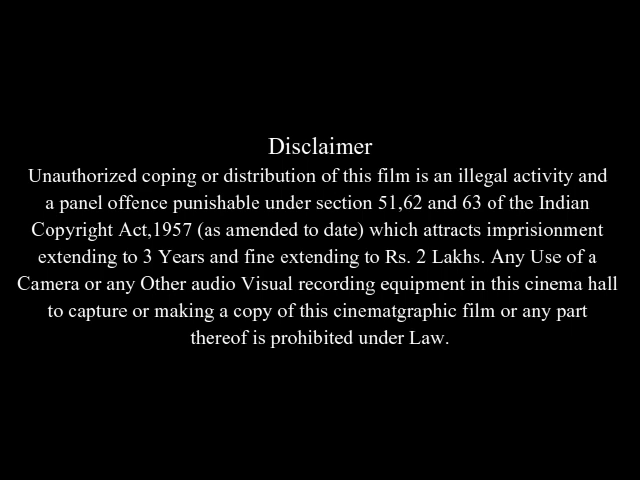 Disclaimer
Unauthorized coping or distribution of this film is an illegal activity and
a panel offence punishable under section 51,62 and 63 of the Indian
Copyright Act,1957 (as amended to date) which attracts imprisionment
extending to 3 Years and fine extending to Rs. 2 Lakhs. Any Use of a
Camera or any Other audio Visual recording equipment in this cinema hall
to capture or making a copy of this cinematgraphic film or any part
thereof is prohibited under Law.